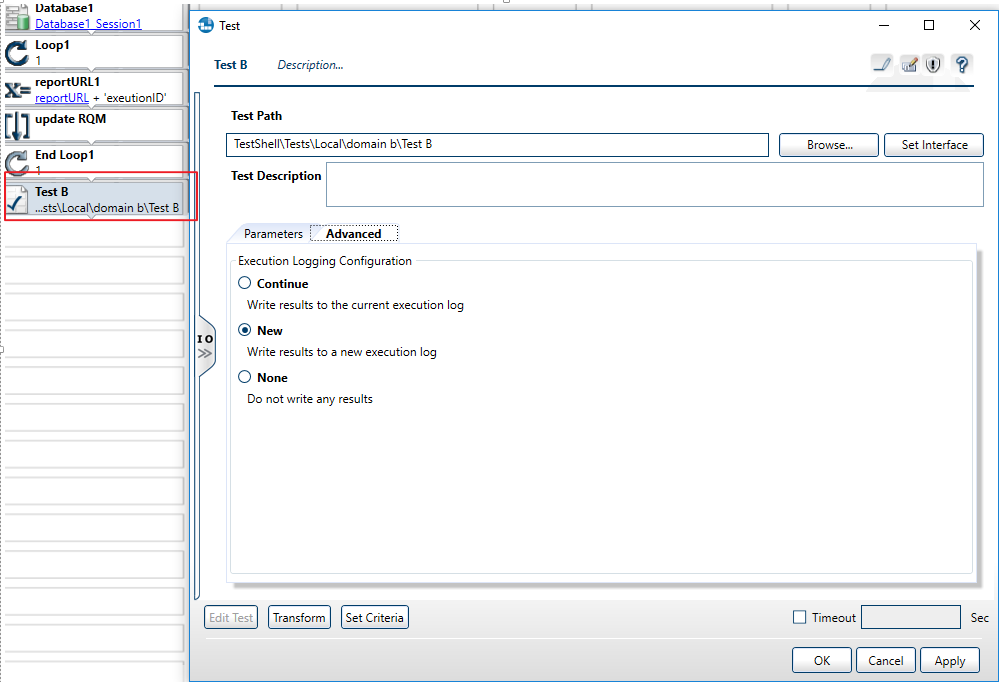 Database1
Database1 Session1
Loop1
1
reportURL1
reportURL + 'exeutionID'
update RQM
End Loop1
1
Test B
...sts\Local\domain b\Test B
Test
Test B
Description...
Test Path
TestShell\Tests\Local\domain b\Test B
Browse...
Set Interface
Test Description
Parameters
Advanced
Execution Logging Configuration
Continue
Write results to the current execution log
New
Write results to a new execution log
I O
None
Do not write any results
Edit Test
Transform
Set Criteria
Timeout
Sec
OK
Cancel
Apply